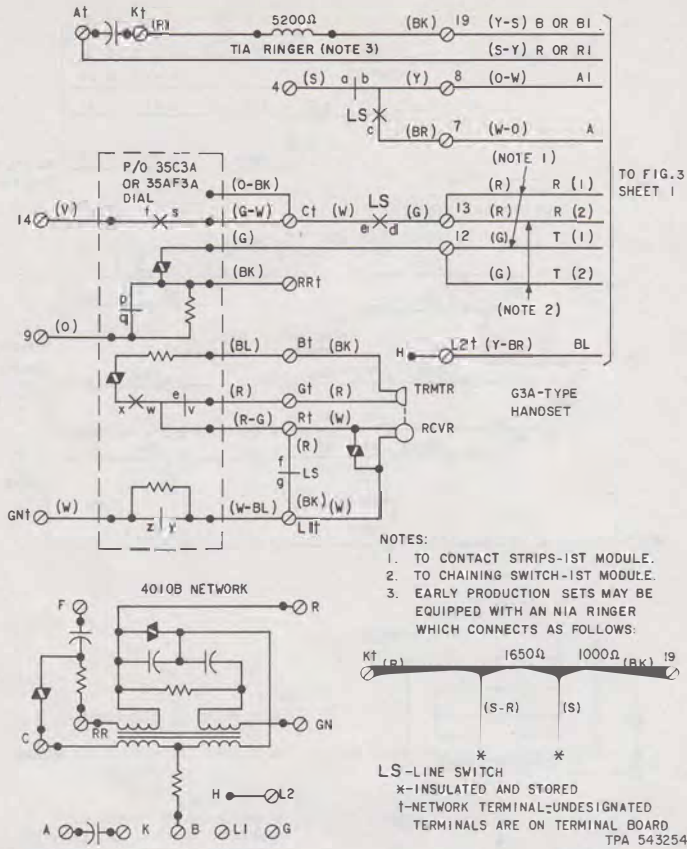 A† K† (R) 5200Ω (BK) 19 (Y-S) B OR B1
TIA RINGER (NOTE 3) (S-Y) R OR R1
4 (S) a b (Y) 8 (O-W) A1
LS
c (BR) 7 (W-O) A
P/O 35C3A
OR 35AF3A
DIAL
(NOTE 1)
TO FIG.3
SHEET 1
(O-BK) LS (R) R (1)
14 (V) f s (G-W) C† (W) e d (G) 13 (R) R (2)
(G) 12 (G) T (1)
(BK) RR† (G) T (2)
p
q
(NOTE 2)
9 (O)
(BL) B† (BK) H L2† (Y-BR) BL
TRMTR
G3A-TYPE
HANDSET
x w e v (R) G† (R)
(R-G) R† (W) RCVR
(R)
f
g LS
GN† (W) z y (W-BL) (BK) (W)
L1†
NOTES:
1. TO CONTACT STRIPS-1ST MODULE.
2. TO CHAINING SWITCH-1ST MODULE.
3. EARLY PRODUCTION SETS MAY BE
EQUIPPED WITH AN NIA RINGER
WHICH CONNECTS AS FOLLOWS:
4010B NETWORK
F R
K† (R) 1650Ω 1000Ω (BK) 19
(S-R) (S)
* *
RR GN
C
H L2
A K B L1 G
LS-LINE SWITCH
*-INSULATED AND STORED
†-NETWORK TERMINAL-UNDESIGNATED
TERMINALS ARE ON TERMINAL BOARD
TPA 543254